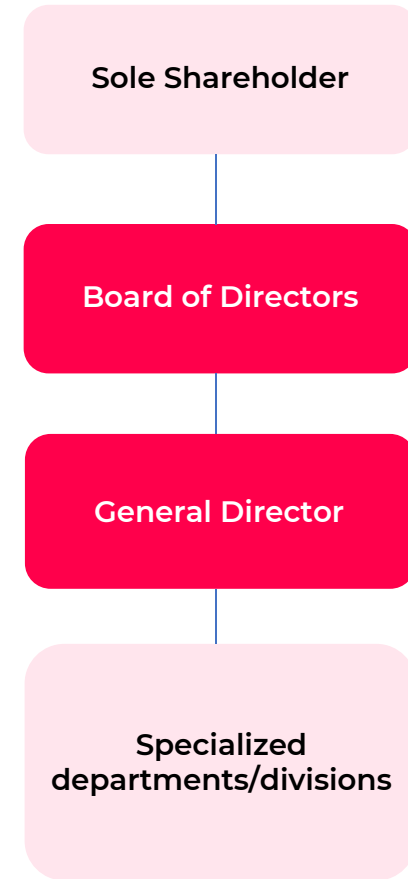 Sole Shareholder
Board of Directors
General Director
Specialized
departments/divisions